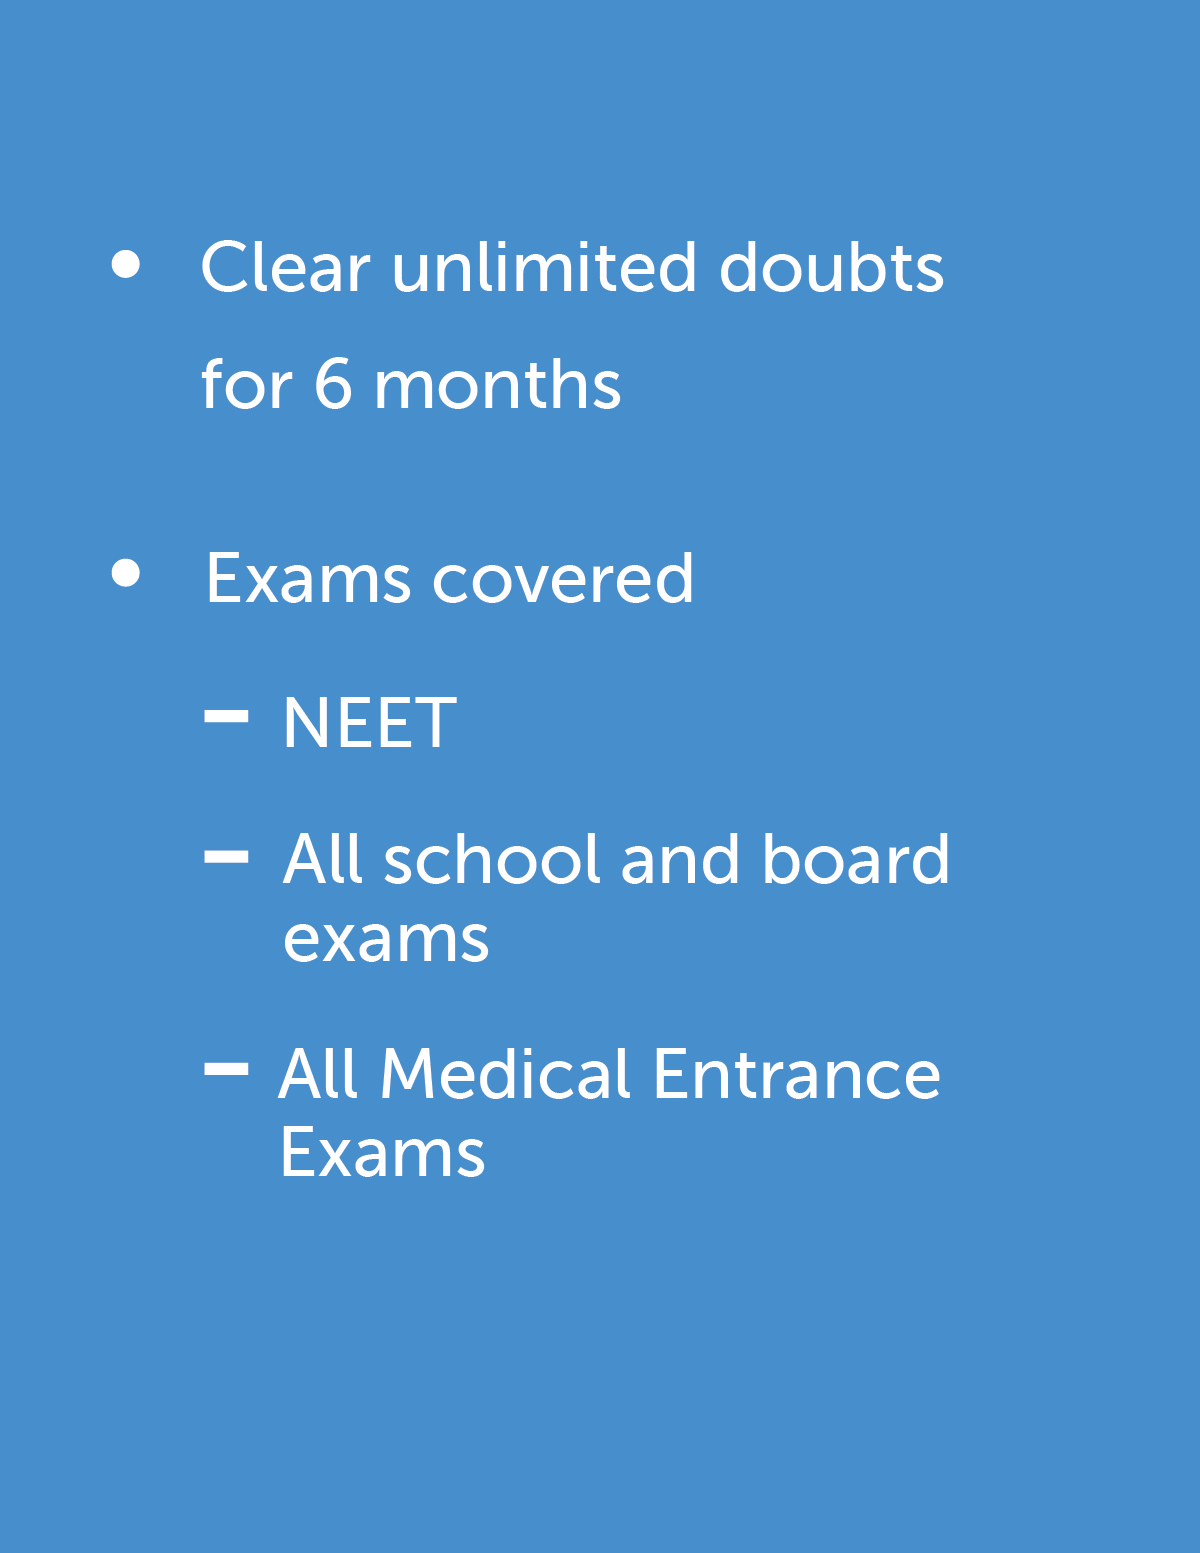 • Clear unlimited doubts
for 6 months
• Exams covered
– NEET
– All school and board
exams
– All Medical Entrance
Exams